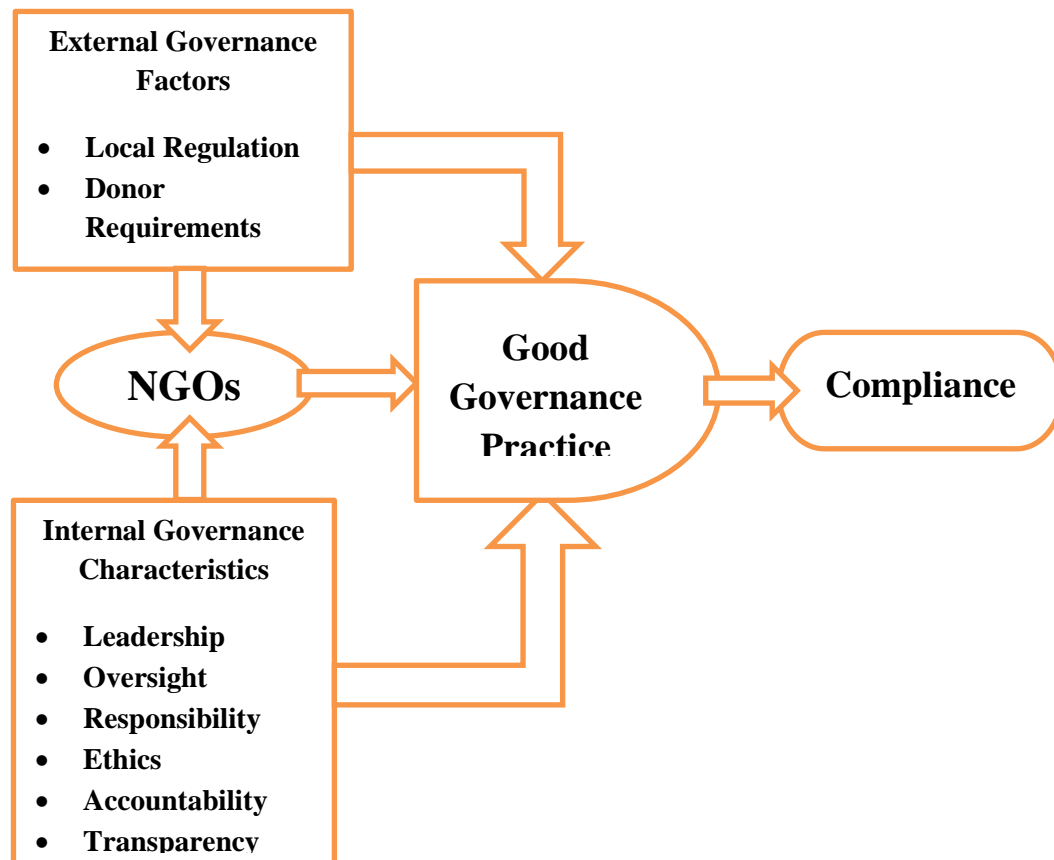 External Governance
Factors
• Local Regulation
• Donor
Requirements
NGOs
Good
Governance
Practice
Compliance
Internal Governance
Characteristics
• Leadership
• Oversight
• Responsibility
• Ethics
• Accountability
• Transparency